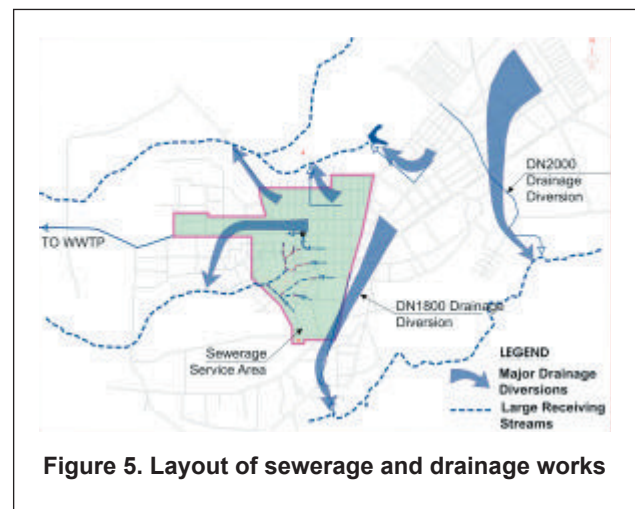 DN2000
Drainage
Diversion
TO WWTP
DN1800 Drainage
Diversion
Sewerage
Service Area
LEGEND
Major Drainage
Diversions
Large Receiving
Streams
Figure 5. Layout of sewerage and drainage works